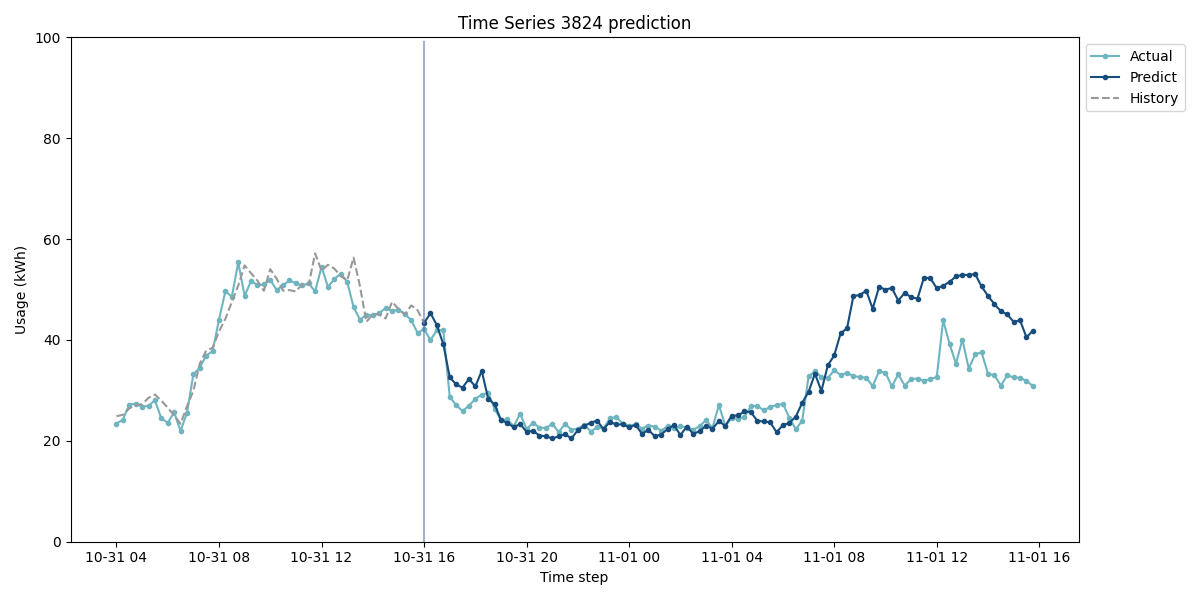 Time Series 3824 prediction
100
80
60
40
20
0
Usage (kWh)
10-31 04
10-31 08
10-31 12
10-31 16
10-31 20
11-01 00
11-01 04
11-01 08
11-01 12
11-01 16
Time step
Actual
Predict
History